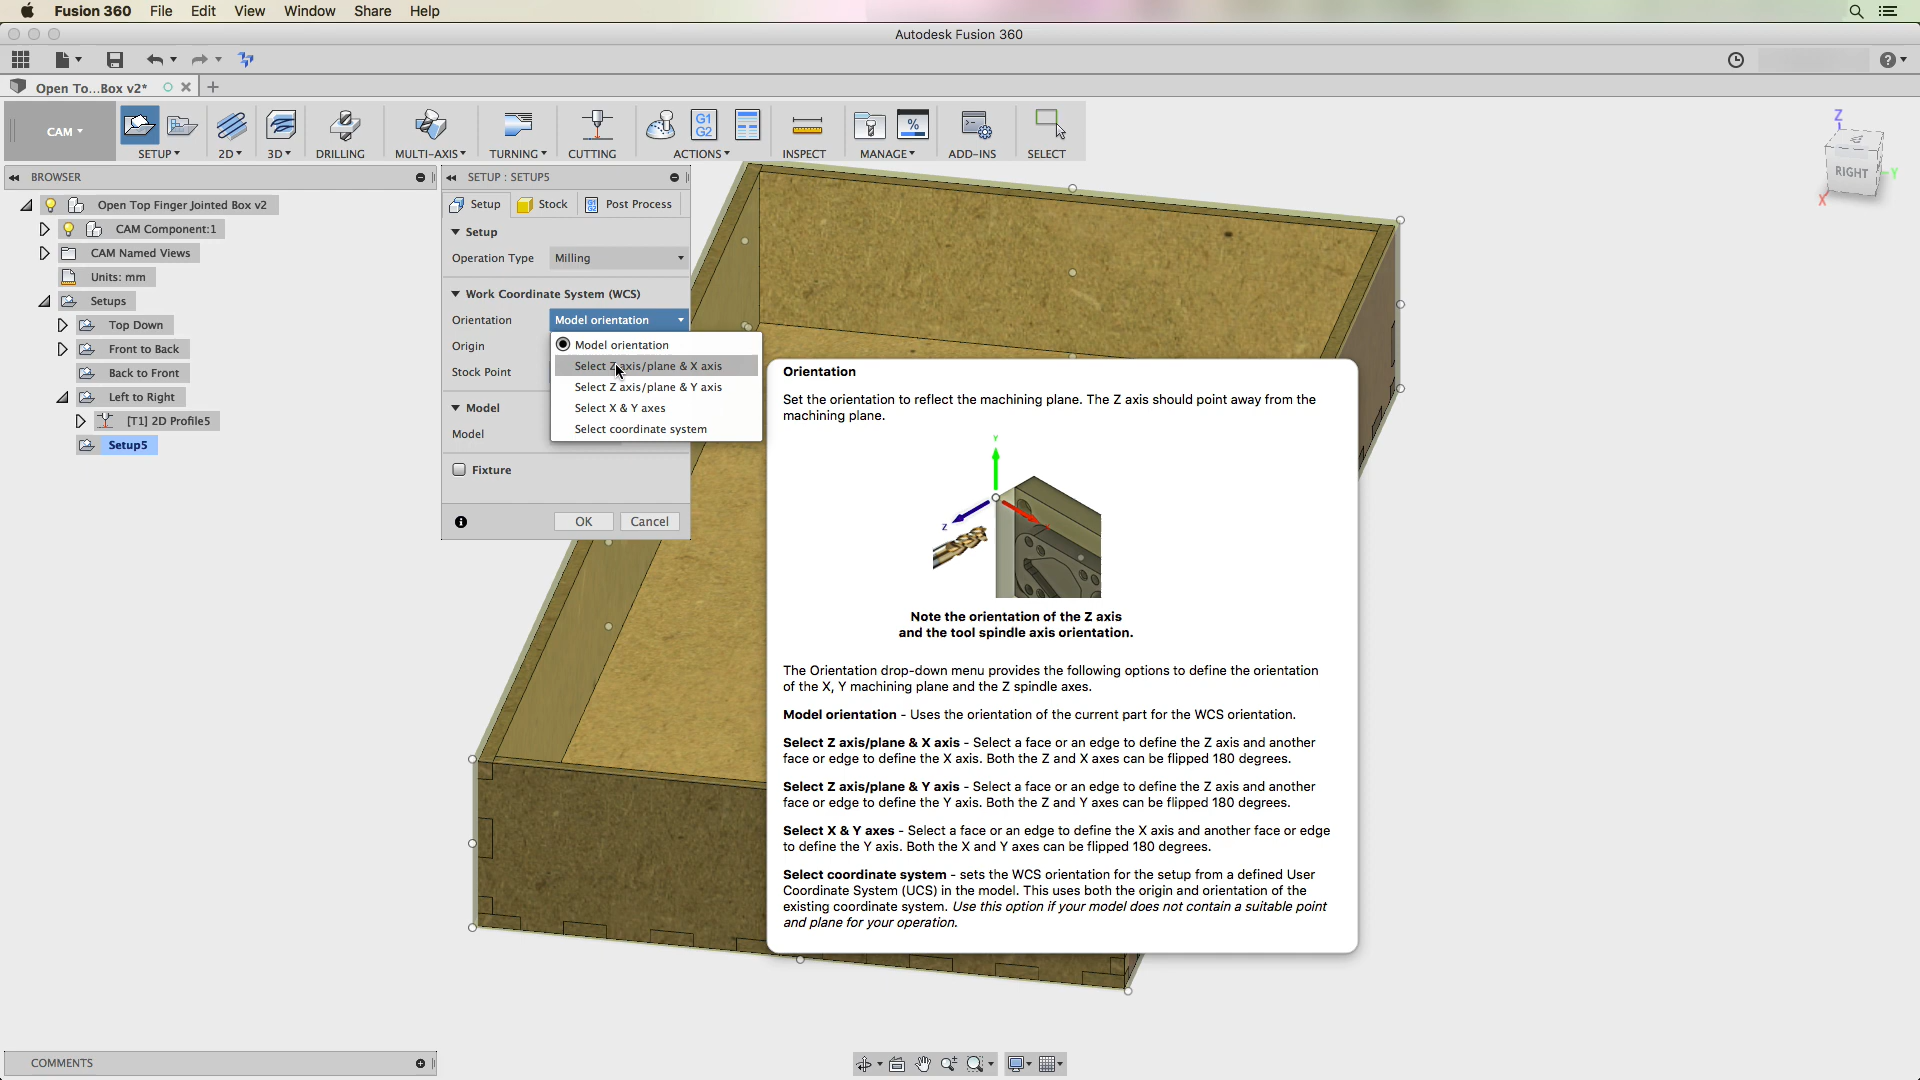 Fusion 360 File Edit View Window Share Help
Autodesk Fusion 360
Open To...Box v2*
CAM
G1
G2
%
SETUP 2D 3D DRILLING MULTI-AXIS TURNING CUTTING ACTIONS INSPECT MANAGE ADD-INS SELECT
Z
RIGHT
Y
X
BROWSER
Open Top Finger Jointed Box v2
CAM Component:1
CAM Named Views
Units: mm
Setups
Top Down
Front to Back
Back to Front
Left to Right
[T1] 2D Profile5
Setup5
SETUP : SETUP5
Setup Stock Post Process
Setup
Operation Type Milling
Work Coordinate System (WCS)
Orientation Model orientation
Origin
Stock Point
Model
Model
Model orientation
Select Z axis/plane & X axis
Select Z axis/plane & Y axis
Select X & Y axes
Select coordinate system
Fixture
OK Cancel
Orientation
Set the orientation to reflect the machining plane. The Z axis should point away from the
machining plane.
Y
Z
Note the orientation of the Z axis
and the tool spindle axis orientation.
The Orientation drop-down menu provides the following options to define the orientation
of the X, Y machining plane and the Z spindle axes.
Model orientation - Uses the orientation of the current part for the WCS orientation.
Select Z axis/plane & X axis - Select a face or an edge to define the Z axis and another
face or edge to define the X axis. Both the Z and X axes can be flipped 180 degrees.
Select Z axis/plane & Y axis - Select a face or an edge to define the Z axis and another
face or edge to define the Y axis. Both the Z and Y axes can be flipped 180 degrees.
Select X & Y axes - Select a face or an edge to define the X axis and another face or edge
to define the Y axis. Both the X and Y axes can be flipped 180 degrees.
Select coordinate system - sets the WCS orientation for the setup from a defined User
Coordinate System (UCS) in the model. This uses both the origin and orientation of the
existing coordinate system. Use this option if your model does not contain a suitable point
and plane for your operation.
COMMENTS